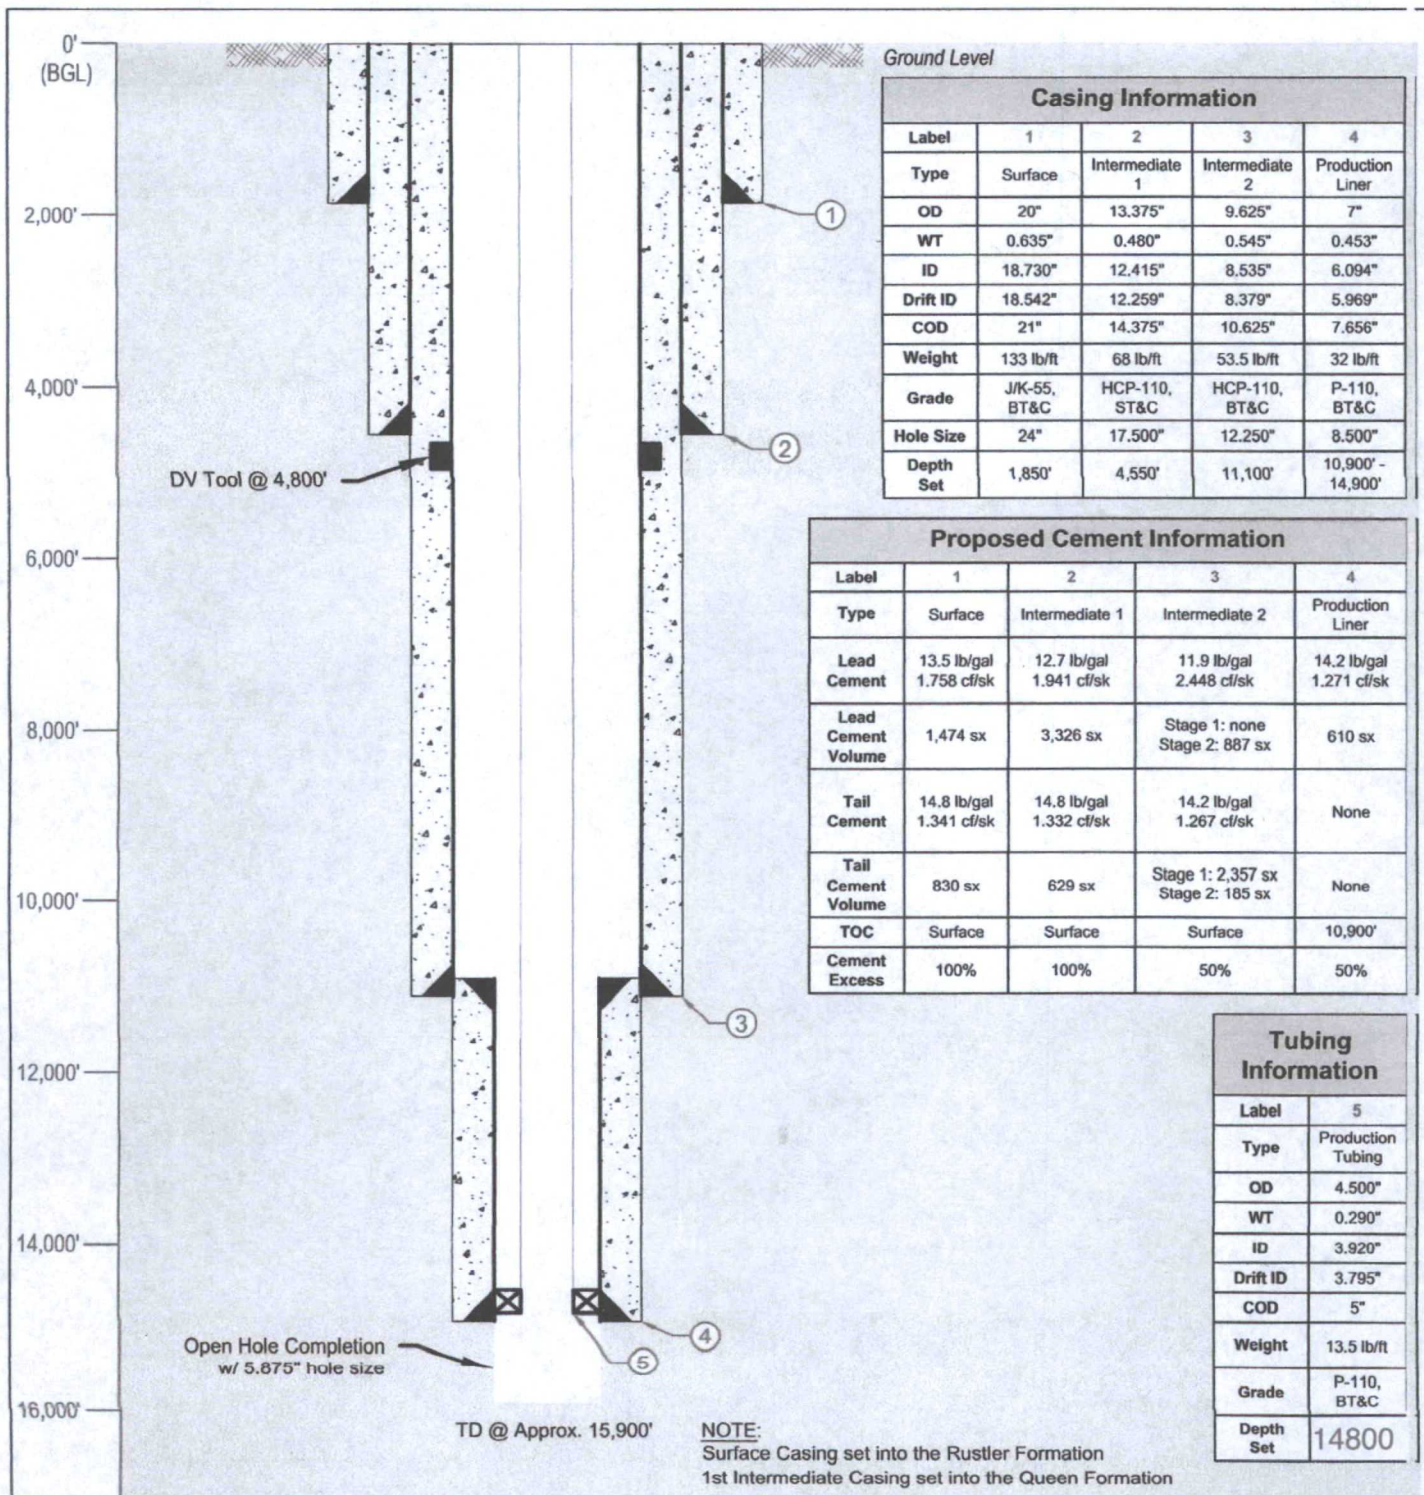 0'
(BGL)
2,000'
4,000'
6,000'
8,000'
10,000'
12,000'
14,000'
16,000'
DV Tool @ 4,800'
Open Hole Completion
w/ 5.875" hole size
TD @ Approx. 15,900'
1
2
3
4
5
Ground Level
Casing Information
Label 1 2 3 4
Type Surface Intermediate 1 Intermediate 2 Production Liner
OD 20" 13.375" 9.625" 7"
WT 0.635" 0.480" 0.545" 0.453"
ID 18.730" 12.415" 8.535" 6.094"
Drift ID 18.542" 12.259" 8.379" 5.969"
COD 21" 14.375" 10.625" 7.656"
Weight 133 lb/ft 68 lb/ft 53.5 lb/ft 32 lb/ft
Grade J/K-55, BT&C HCP-110, ST&C HCP-110, BT&C P-110, BT&C
Hole Size 24" 17.500" 12.250" 8.500"
Depth Set 1,850' 4,550' 11,100' 10,900' - 14,900'
Proposed Cement Information
Label 1 2 3 4
Type Surface Intermediate 1 Intermediate 2 Production Liner
Lead Cement 13.5 lb/gal 1.758 cf/sk 12.7 lb/gal 1.941 cf/sk 11.9 lb/gal 2.448 cf/sk 14.2 lb/gal 1.271 cf/sk
Lead Cement Volume 1,474 sx 3,326 sx Stage 1: none Stage 2: 887 sx 610 sx
Tail Cement 14.8 lb/gal 1.341 cf/sk 14.8 lb/gal 1.332 cf/sk 14.2 lb/gal 1.267 cf/sk None
Tail Cement Volume 830 sx 629 sx Stage 1: 2,357 sx Stage 2: 185 sx None
TOC Surface Surface Surface 10,900'
Cement Excess 100% 100% 50% 50%
Tubing Information
Label 5
Type Production Tubing
OD 4.500"
WT 0.290"
ID 3.920"
Drift ID 3.795"
COD 5"
Weight 13.5 lb/ft
Grade P-110, BT&C
Depth Set 14800
NOTE:
Surface Casing set into the Rustler Formation
1st Intermediate Casing set into the Queen Formation